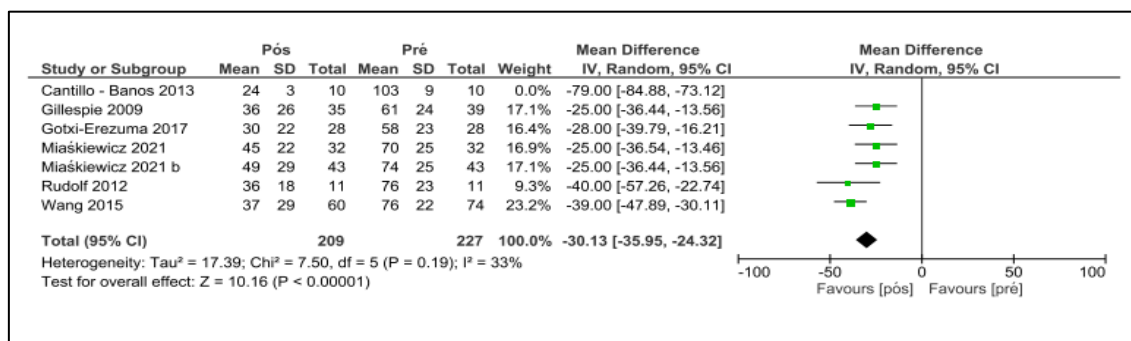 Pós Pré Mean Difference Mean Difference
Study or Subgroup Mean SD Total Mean SD Total Weight IV, Random, 95% CI IV, Random, 95% CI
Cantillo - Banos 2013 24 3 10 103 9 10 0.0% -79.00 [-84.88, -73.12]
Gillespie 2009 36 26 35 61 24 39 17.1% -25.00 [-36.44, -13.56]
Gotxi-Erezuma 2017 30 22 28 58 23 28 16.4% -28.00 [-39.79, -16.21]
Miaśkiewicz 2021 45 22 32 70 25 32 16.9% -25.00 [-36.54, -13.46]
Miaśkiewicz 2021 b 49 29 43 74 25 43 17.1% -25.00 [-36.44, -13.56]
Rudolf 2012 36 18 11 76 23 11 9.3% -40.00 [-57.26, -22.74]
Wang 2015 37 29 60 76 22 74 23.2% -39.00 [-47.89, -30.11]
Total (95% CI) 209 227 100.0% -30.13 [-35.95, -24.32]
Heterogeneity: Tau² = 17.39; Chi² = 7.50, df = 5 (P = 0.19); I² = 33%
Test for overall effect: Z = 10.16 (P < 0.00001)
-100 -50 0 50 100
Favours [pós] Favours [pré]